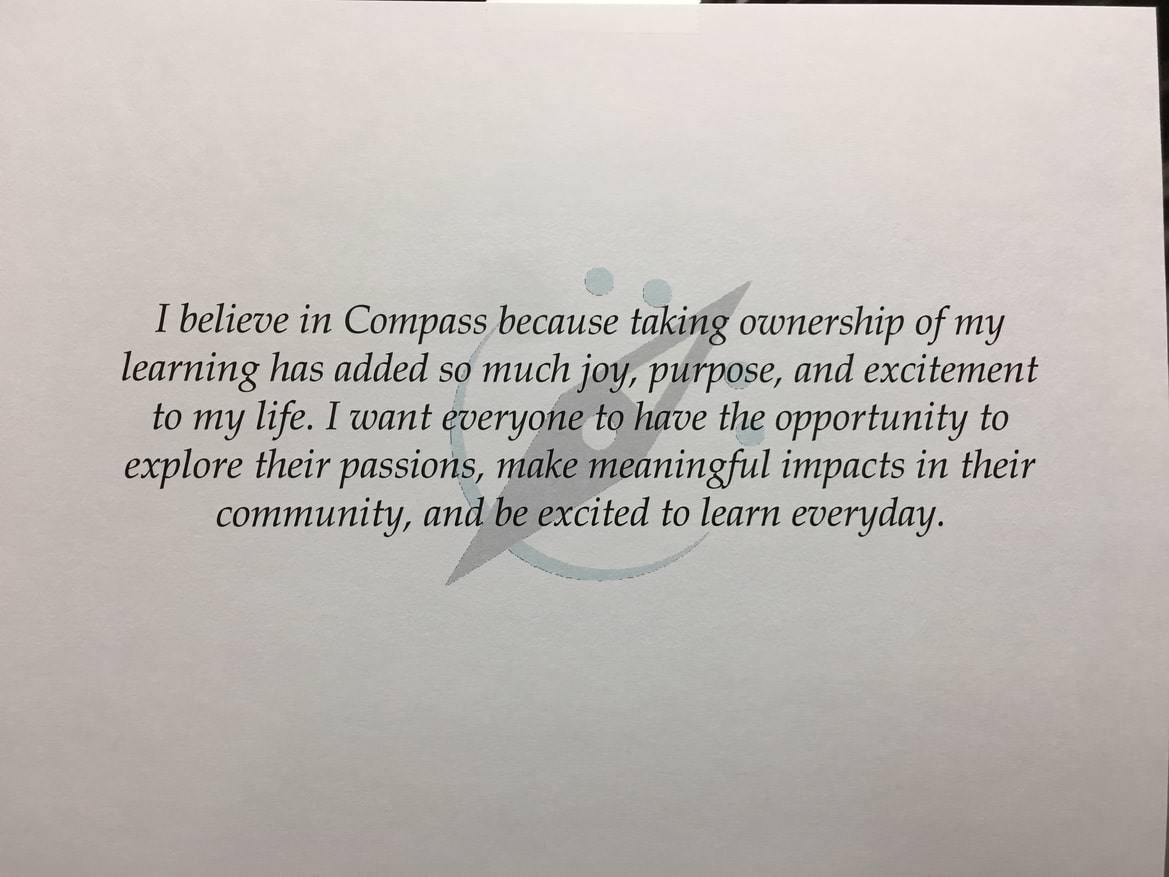 I believe in Compass because taking ownership of my
learning has added so much joy, purpose, and excitement
to my life. I want everyone to have the opportunity to
explore their passions, make meaningful impacts in their
community, and be excited to learn everyday.